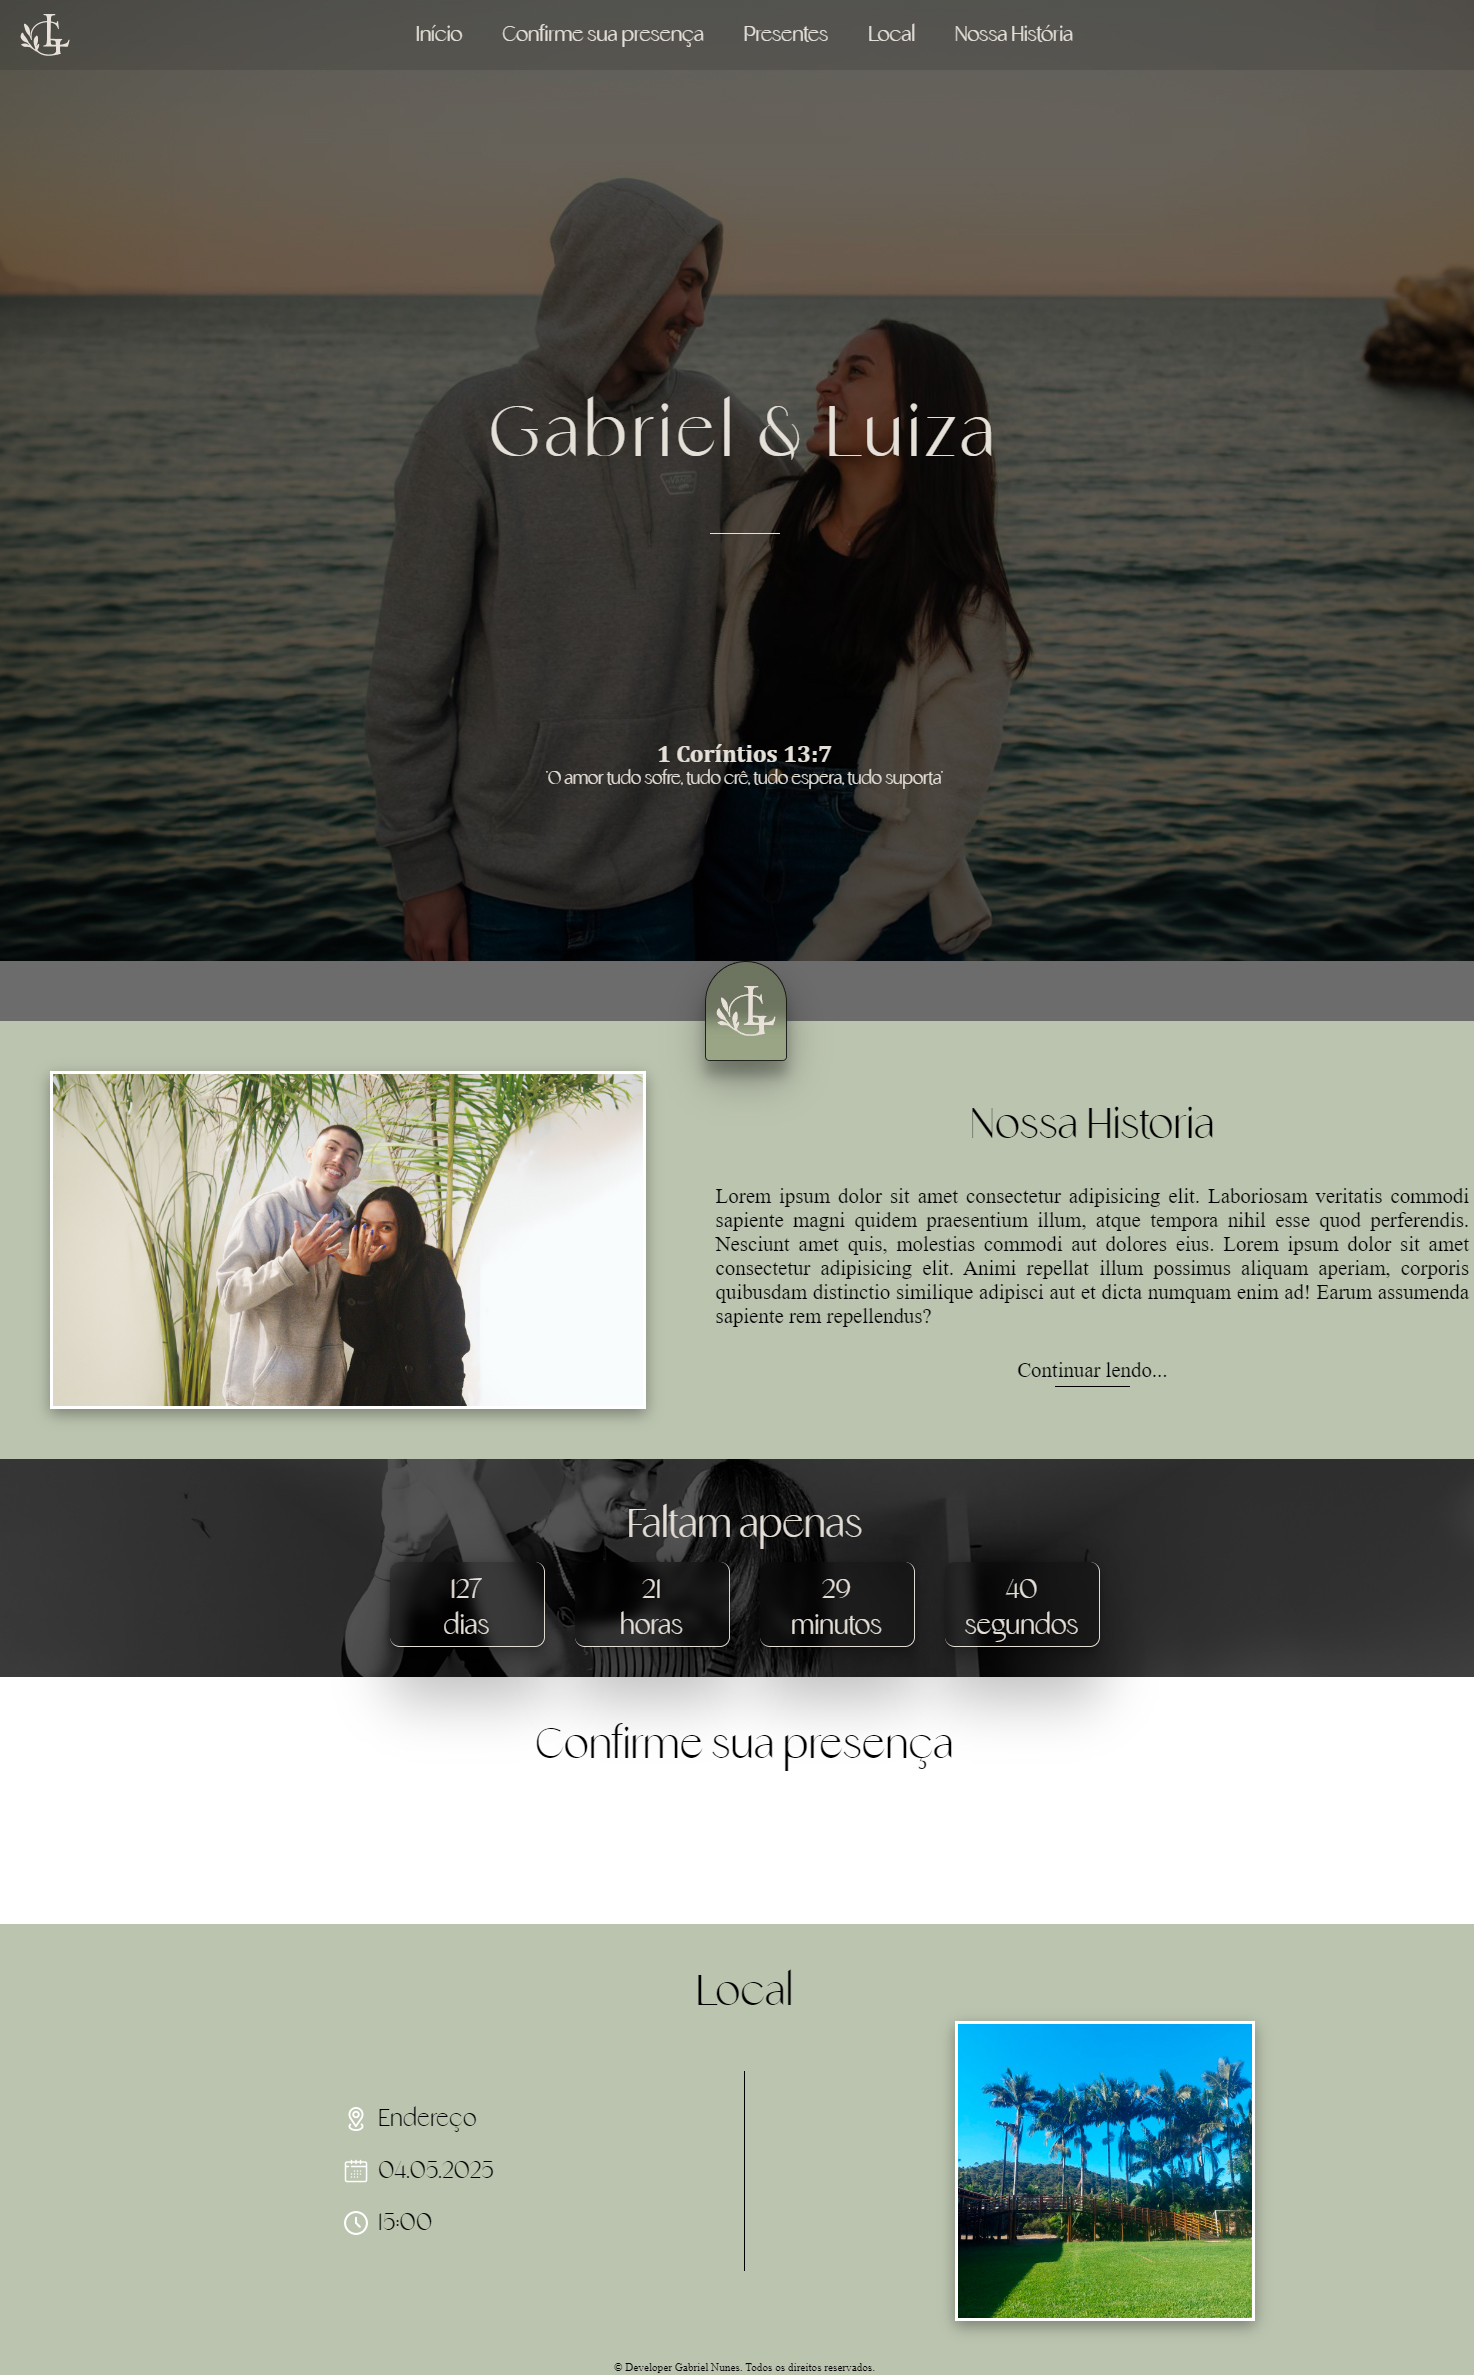 Início Confirme sua presença Presentes Local Nossa História
Gabriel & Luiza
1 Coríntios 13:7
"O amor tudo sofre, tudo crê, tudo espera, tudo suporta"
Nossa Historia
Lorem ipsum dolor sit amet consectetur adipisicing elit. Laboriosam veritatis commodi
sapiente magni quidem praesentium illum, atque tempora nihil esse quod perferendis.
Nesciunt amet quis, molestias commodi aut dolores eius. Lorem ipsum dolor sit amet
consectetur adipisicing elit. Animi repellat illum possimus aliquam aperiam, corporis
quibusdam distinctio similique adipisci aut et dicta numquam enim ad! Earum assumenda
sapiente rem repellendus?
Continuar lendo...
Faltam apenas
127 21 29 40
dias horas minutos segundos
Confirme sua presença
Local
Endereço
04.05.2025
15:00
© Developer Gabriel Nunes. Todos os direitos reservados.